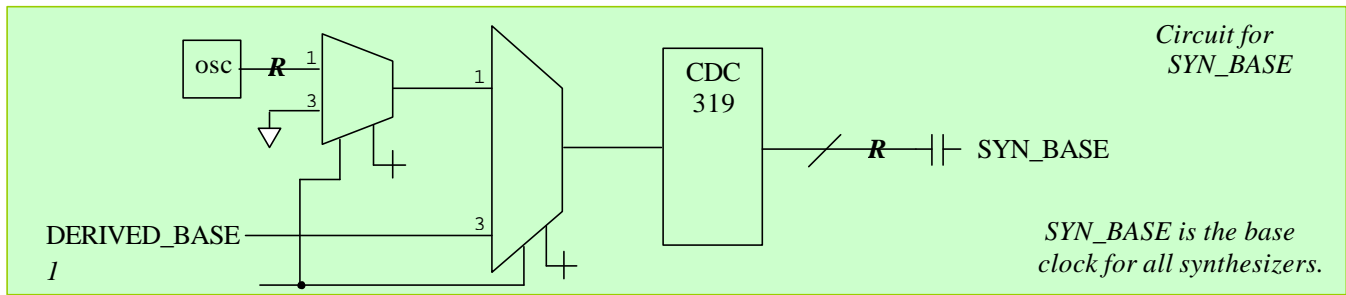 Circuit for
SYN_BASE
osc
R
1
3
1
CDC
319
R
SYN_BASE
DERIVED_BASE
3
1
SYN_BASE is the base
clock for all synthesizers.